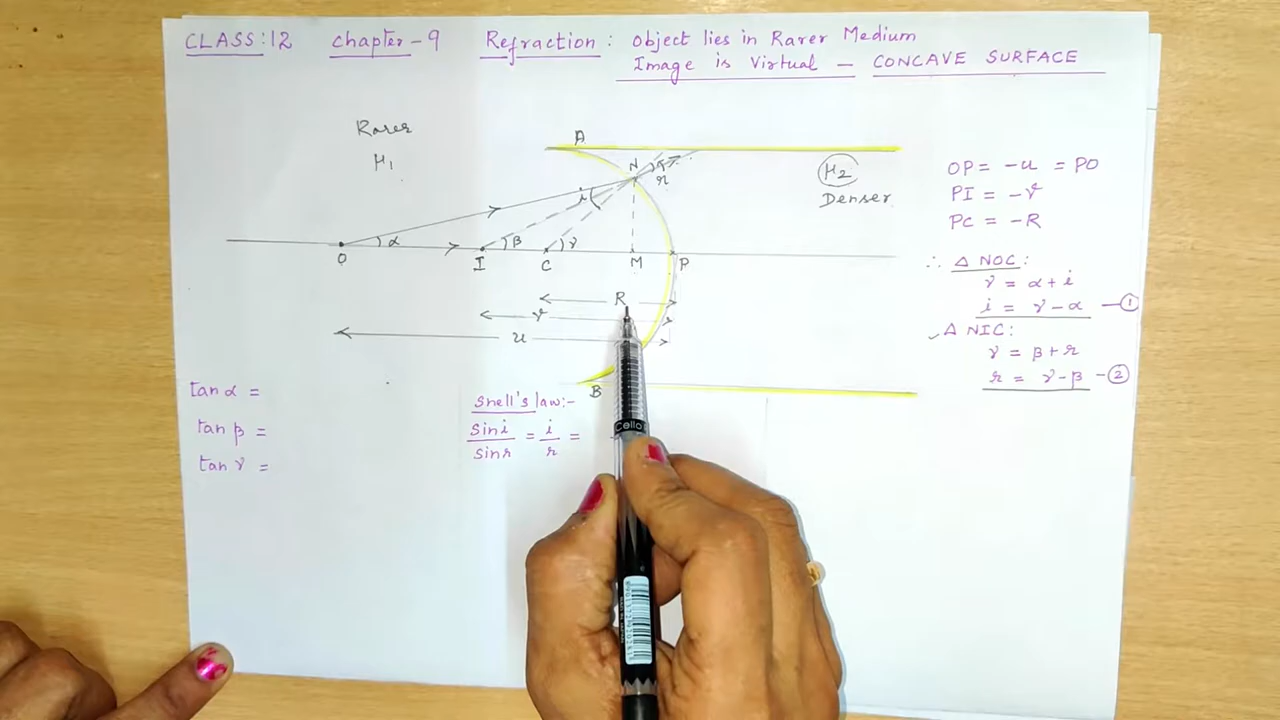 CLASS:12 Chapter-9 Refraction: Object lies in Rarer Medium
Image is Virtual — CONCAVE SURFACE
Rarer
μ1
A
N
r
i
μ2
Denser
α
β
γ
O
I
C
M
P
R
v
u
B
OP = -u = PO
PI = -v
PC = -R
∴ Δ NOC:
γ = α + i
i = γ - α — ①
Δ NIC:
γ = β + r
r = γ - β — ②
tan α =
tan β =
tan γ =
Snell's law:-
sin i / sin r = i / r =
Cello